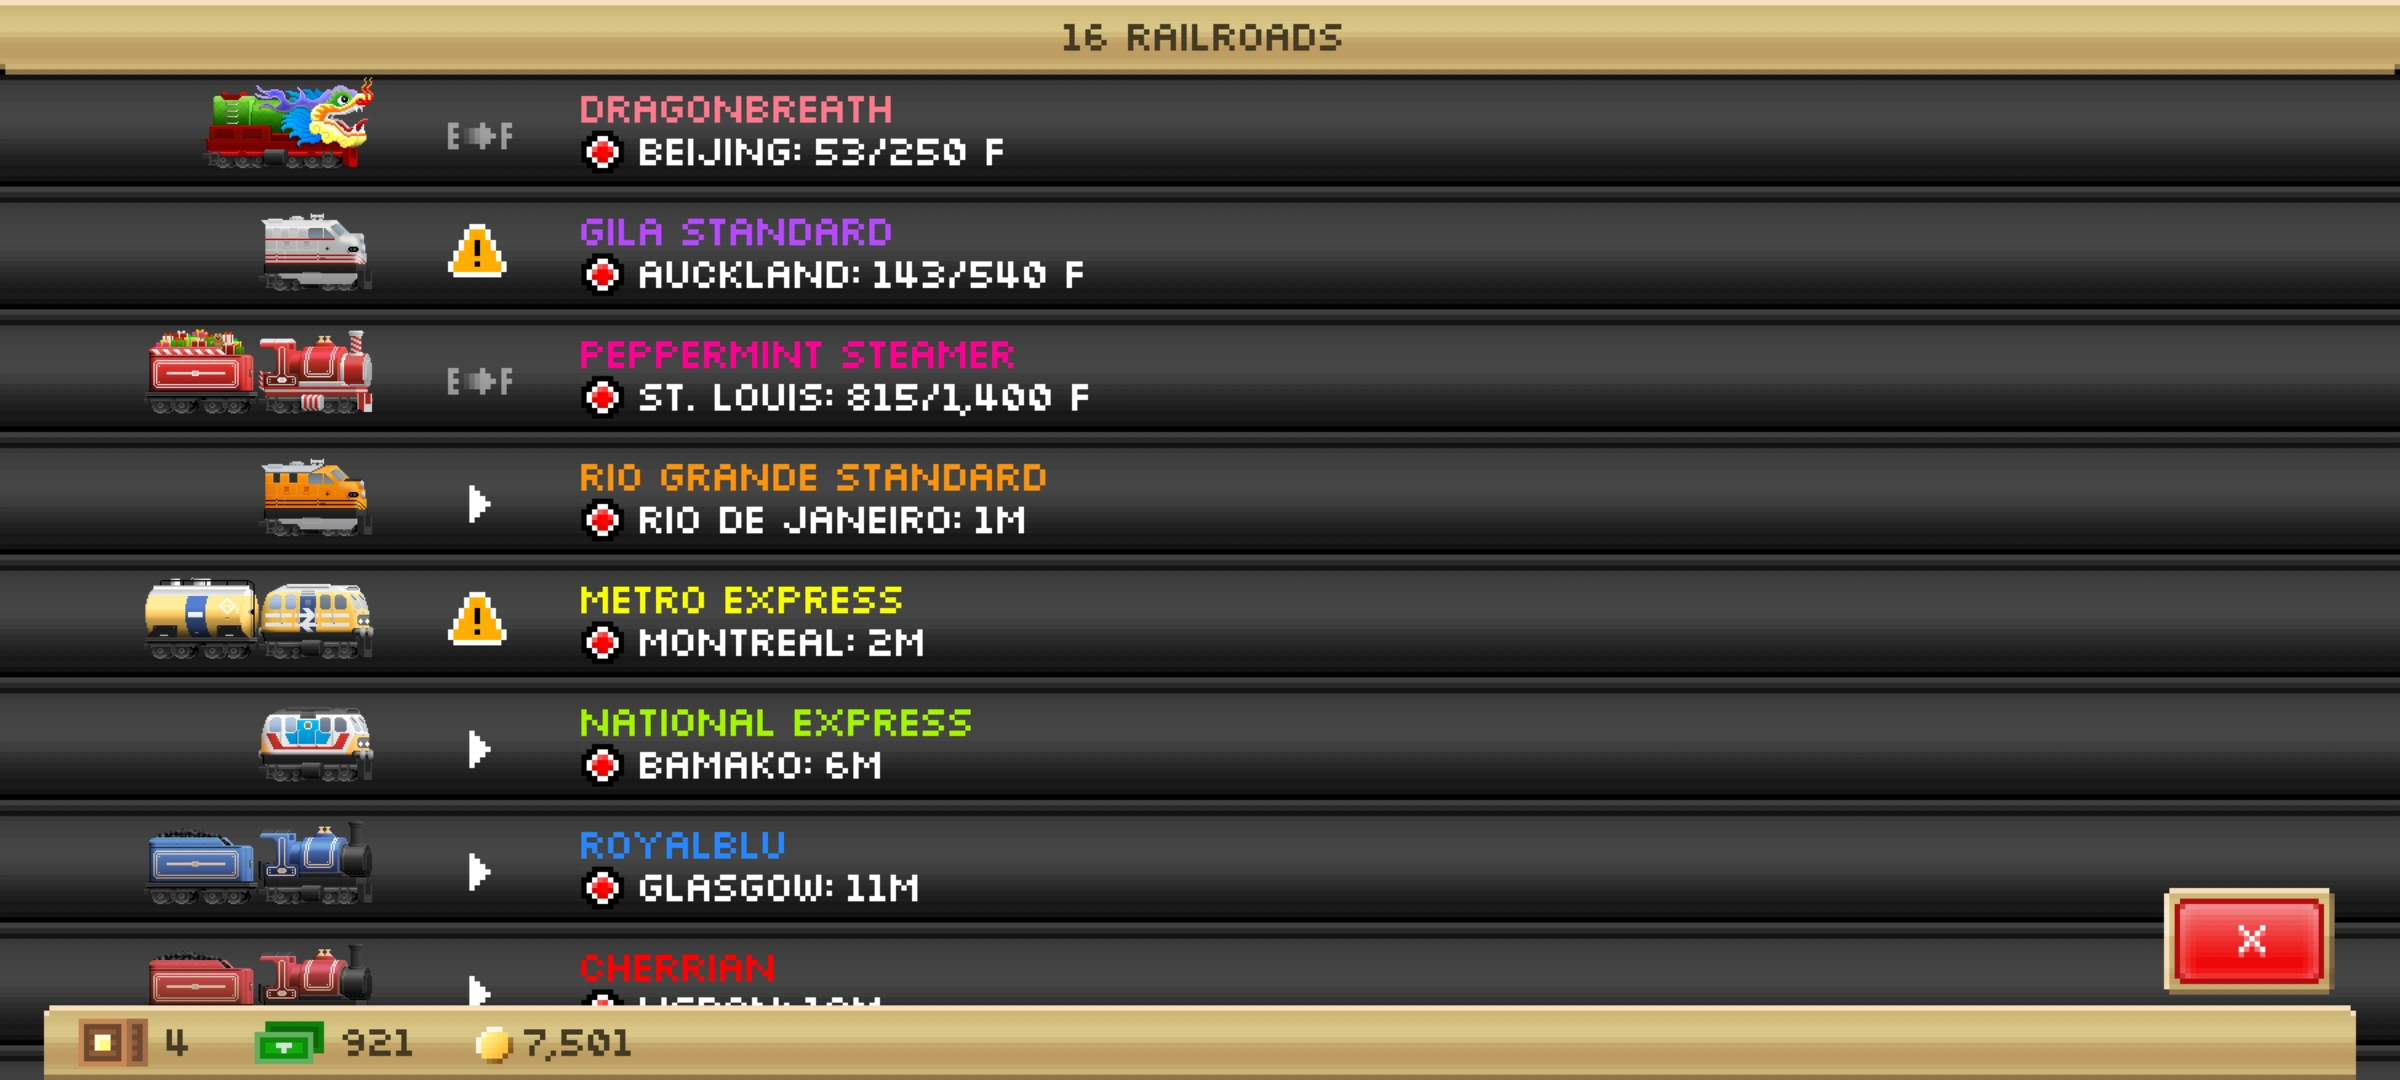 16 RAILROADS
DRAGONBREATH
E F
BEIJING: 53/250 F
GILA STANDARD
!
AUCKLAND: 143/540 F
PEPPERMINT STEAMER
E F
ST. LOUIS: 815/1,400 F
RIO GRANDE STANDARD
RIO DE JANEIRO: 1M
METRO EXPRESS
!
MONTREAL: 2M
NATIONAL EXPRESS
BAMAKO: 6M
ROYALBLU
GLASGOW: 11M
X
CHERRIAN
4 921 7,501